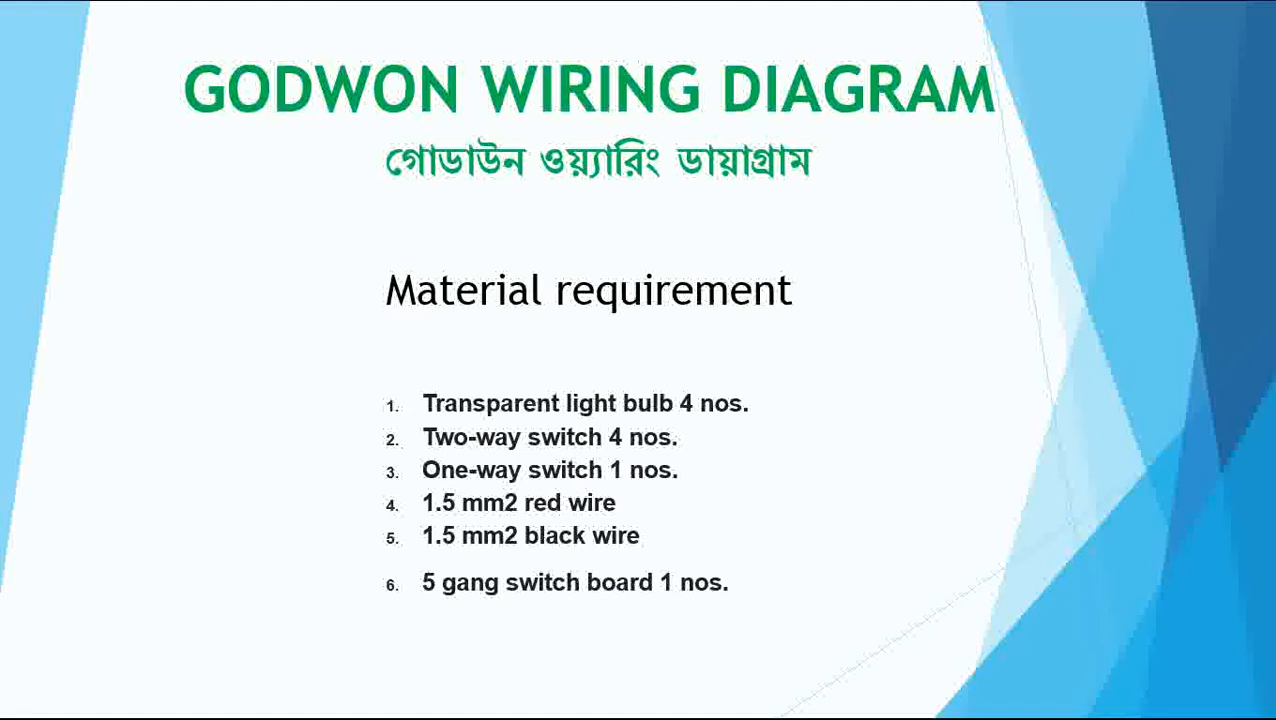 GODWON WIRING DIAGRAM
গোডাউন ওয়্যারিং ডায়াগ্রাম
Material requirement
1. Transparent light bulb 4 nos.
2. Two-way switch 4 nos.
3. One-way switch 1 nos.
4. 1.5 mm2 red wire
5. 1.5 mm2 black wire
6. 5 gang switch board 1 nos.